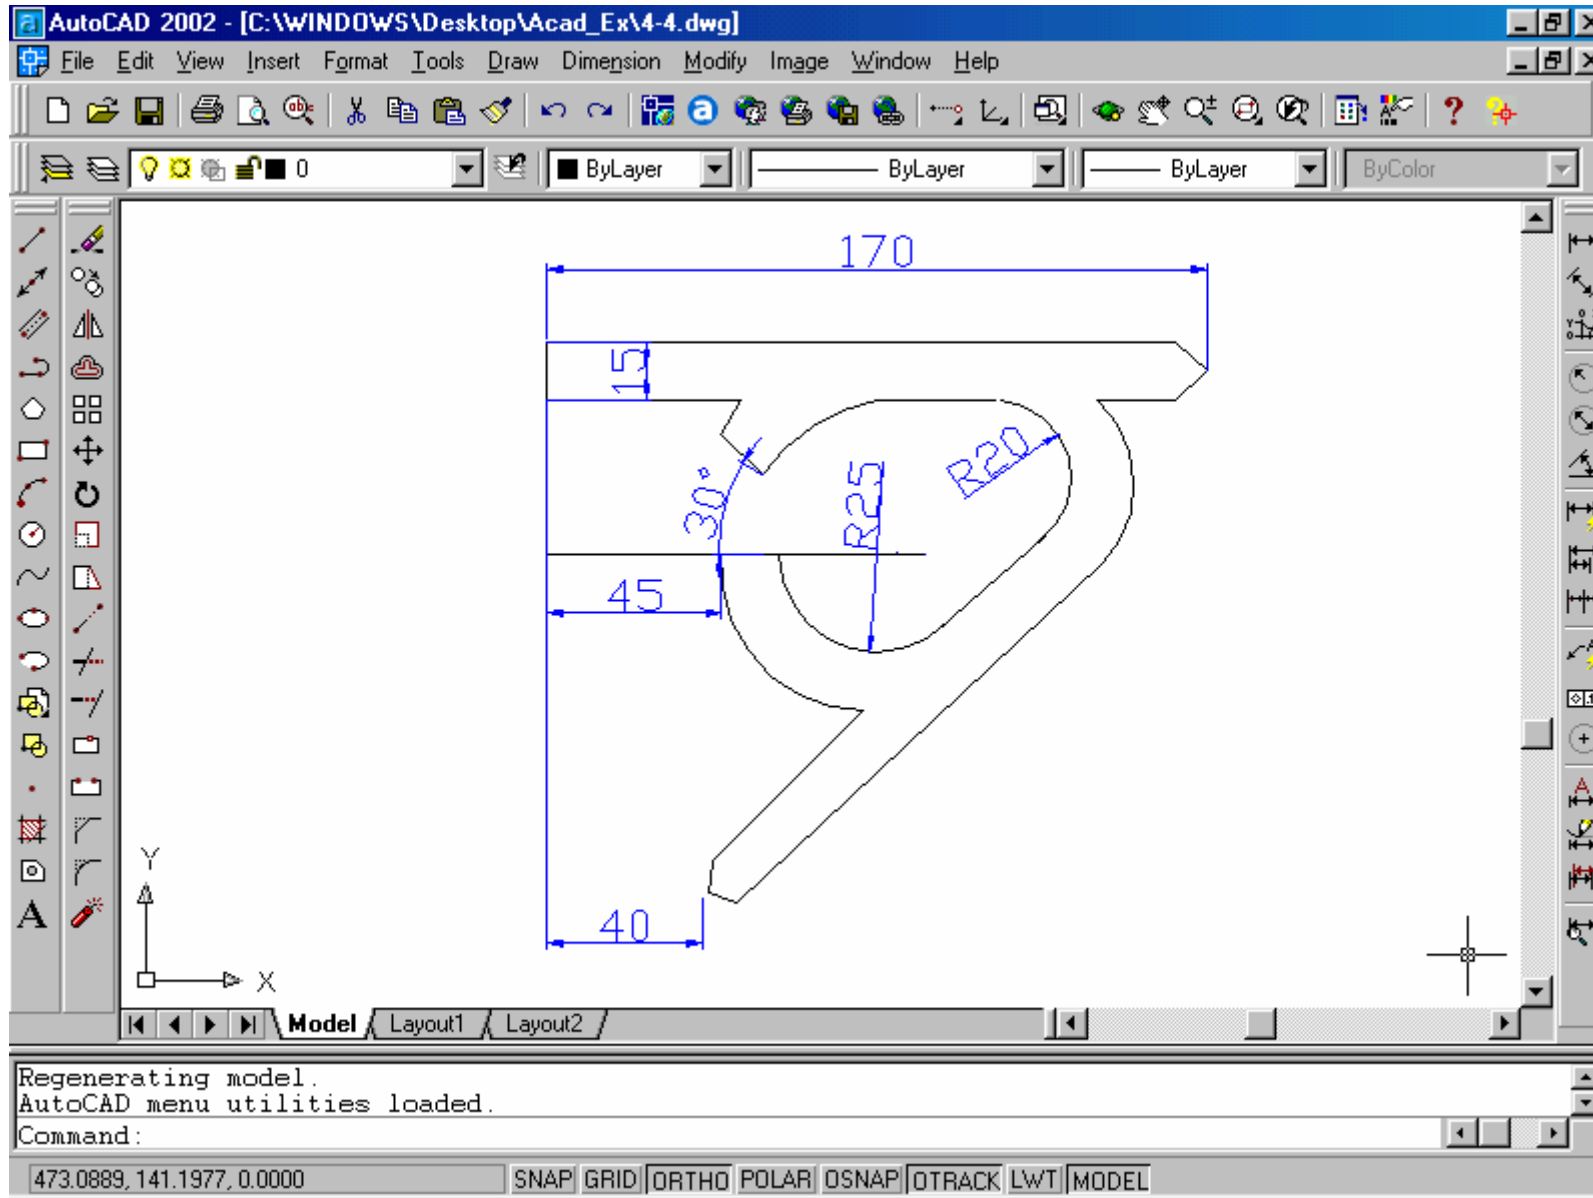 AutoCAD 2002 - [C:\WINDOWS\Desktop\Acad_Ex\4-4.dwg]
File Edit View Insert Format Tools Draw Dimension Modify Image Window Help
0 ByLayer ByLayer ByLayer ByColor
170
15
R20
R25
30°
45
40
Y
X
Model Layout1 Layout2
Regenerating model.
AutoCAD menu utilities loaded.
Command:
473.0889, 141.1977, 0.0000 SNAP GRID ORTHO POLAR OSNAP OTRACK LWT MODEL